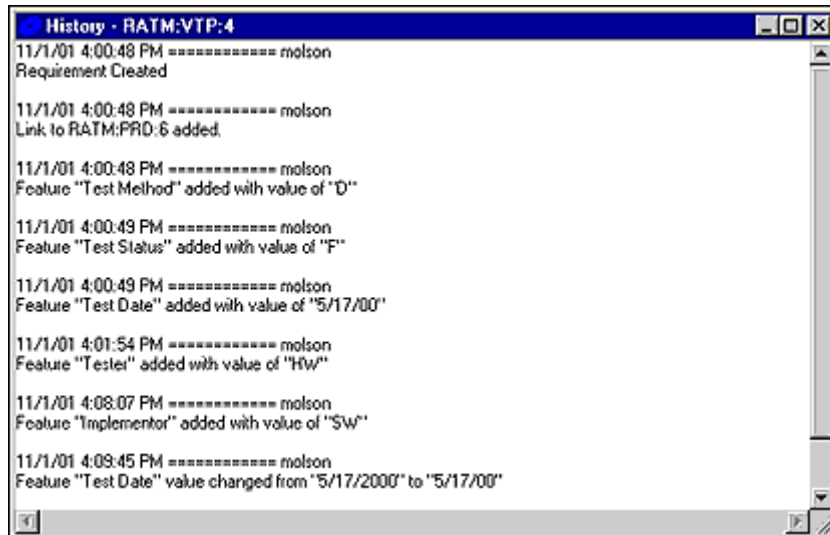 History - RATM:VTP:4
11/1/01 4:00:48 PM ============ molson
Requirement Created
11/1/01 4:00:48 PM ============ molson
Link to RATM:PRD:6 added.
11/1/01 4:00:48 PM ============ molson
Feature "Test Method" added with value of "D"
11/1/01 4:00:49 PM ============ molson
Feature "Test Status" added with value of "F"
11/1/01 4:00:49 PM ============ molson
Feature "Test Date" added with value of "5/17/00"
11/1/01 4:01:54 PM ============ molson
Feature "Tester" added with value of "HW"
11/1/01 4:08:07 PM ============ molson
Feature "Implementor" added with value of "SW"
11/1/01 4:09:45 PM ============ molson
Feature "Test Date" value changed from "5/17/2000" to "5/17/00"